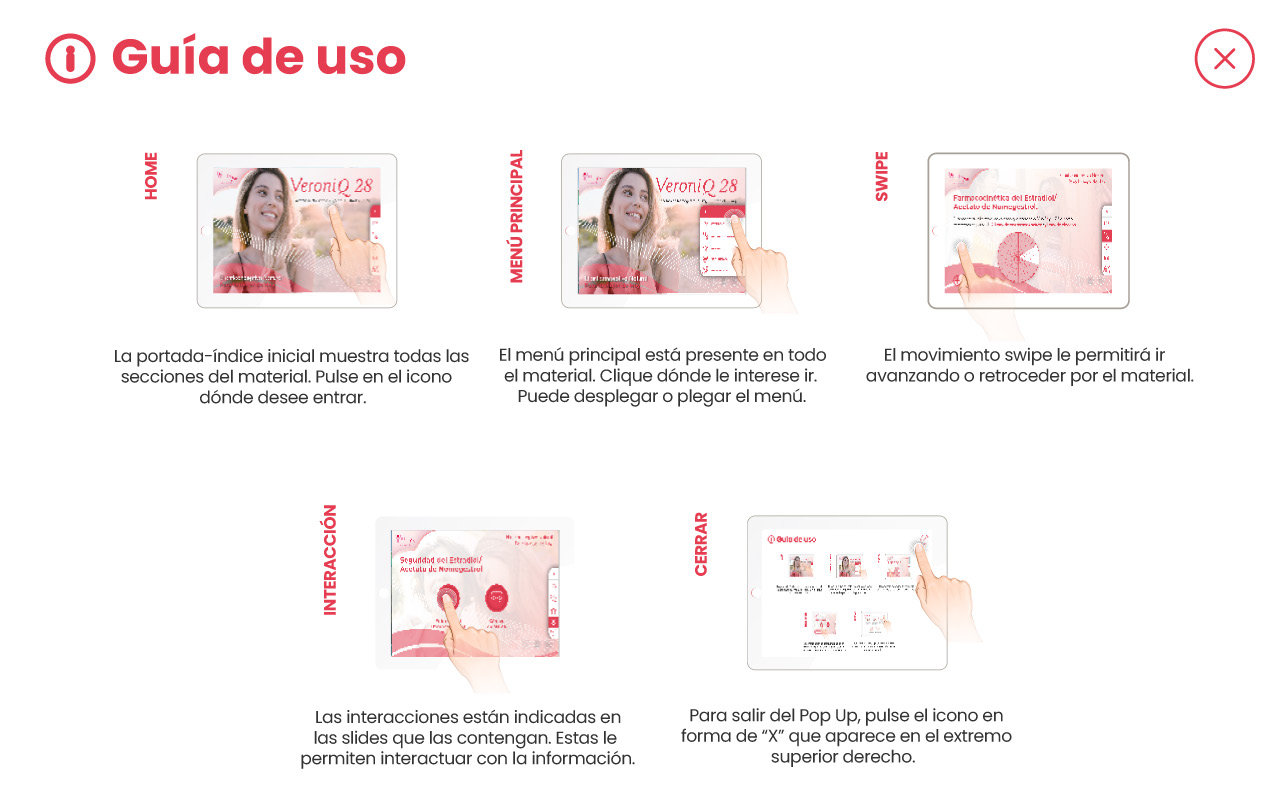 Guía de uso
HOME
VeroniQ 28
La portada-índice inicial muestra todas las
secciones del material. Pulse en el icono
dónde desee entrar.
MENÚ PRINCIPAL
VeroniQ 28
El menú principal está presente en todo
el material. Clique dónde le interese ir.
Puede desplegar o plegar el menú.
SWIPE
Farmacocinética del Estradiol/
Acetato de Nomegestrol.
El movimiento swipe le permitirá ir
avanzando o retroceder por el material.
INTERACCIÓN
Seguridad del Estradiol/
Acetato de Nomegestrol
Las interacciones están indicadas en
las slides que las contengan. Estas le
permiten interactuar con la información.
CERRAR
Guía de uso
Para salir del Pop Up, pulse el icono en
forma de “X” que aparece en el extremo
superior derecho.